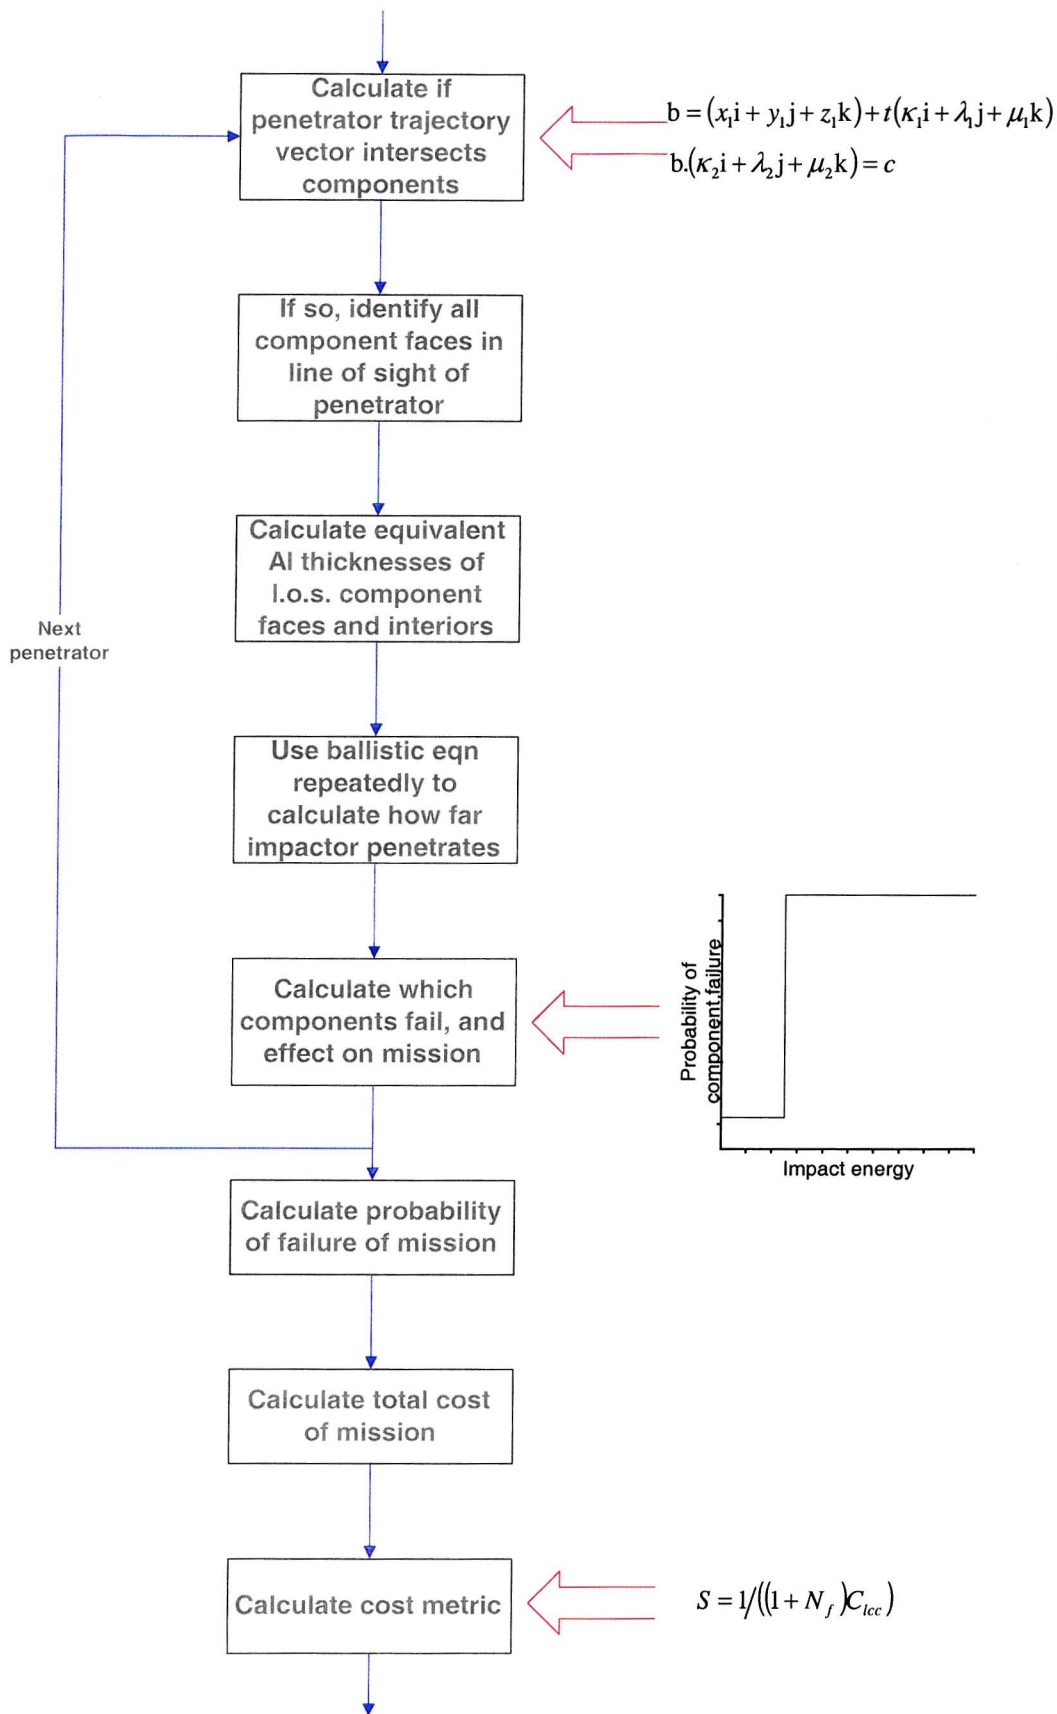 Calculate if
penetrator trajectory
vector intersects
components
b = (x₁i + y₁j + z₁k) + t(κ₁i + λ₁j + μ₁k)
b.(κ₂i + λ₂j + μ₂k) = c
If so, identify all
component faces in
line of sight of
penetrator
Calculate equivalent
Al thicknesses of
l.o.s. component
faces and interiors
Next
penetrator
Use ballistic eqn
repeatedly to
calculate how far
impactor penetrates
Calculate which
components fail, and
effect on mission
Probability of
component failure
Impact energy
Calculate probability
of failure of mission
Calculate total cost
of mission
Calculate cost metric
S = 1/((1 + N_f)C_lcc)